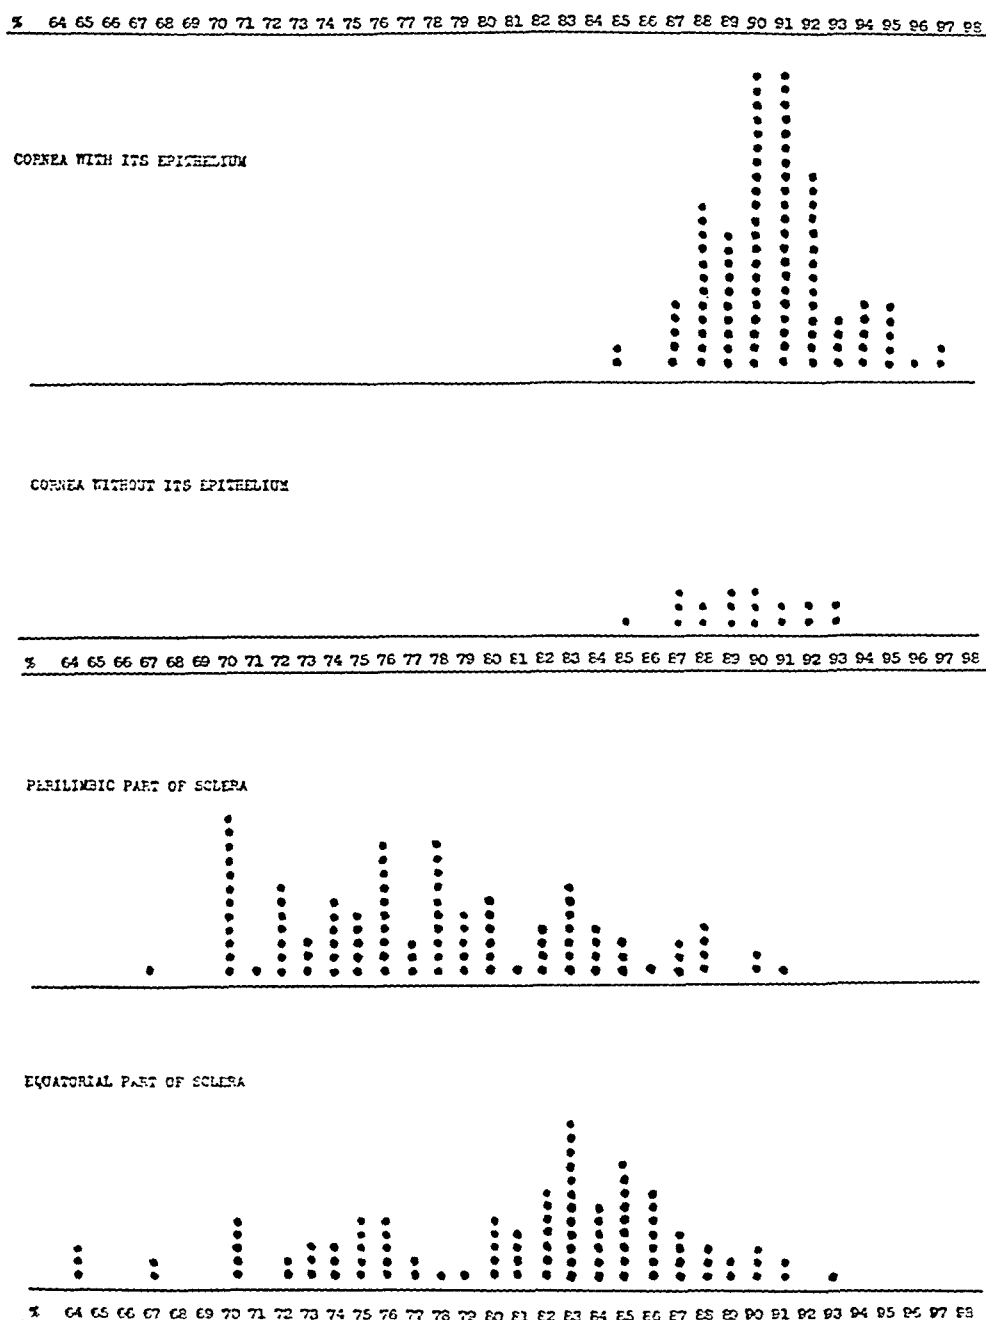 % 64 65 66 67 68 69 70 71 72 73 74 75 76 77 78 79 80 81 82 83 84 85 86 87 88 89 90 91 92 93 94 95 96 97 98
CORNEA WITH ITS EPITHELIUM
CORNEA WITHOUT ITS EPITHELIUM
% 64 65 66 67 68 69 70 71 72 73 74 75 76 77 78 79 80 81 82 83 84 85 86 87 88 89 90 91 92 93 94 95 96 97 98
PERILIMBIC PART OF SCLERA
EQUATORIAL PART OF SCLERA
% 64 65 66 67 68 69 70 71 72 73 74 75 76 77 78 79 80 81 82 83 84 85 86 87 88 89 90 91 92 93 94 95 96 97 98